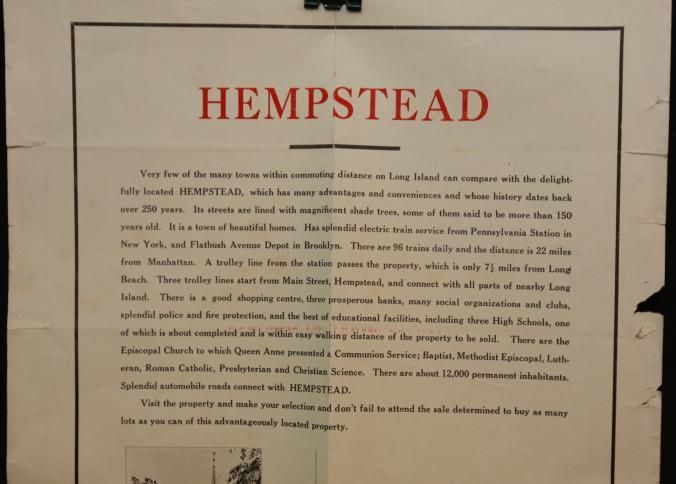 HEMPSTEAD
Very few of the many towns within commuting distance on Long Island can compare with the delight-
fully located HEMPSTEAD, which has many advantages and conveniences and whose history dates back
over 250 years. Its streets are lined with magnificent shade trees, some of them said to be more than 150
years old. It is a town of beautiful homes. Has splendid electric train service from Pennsylvania Station in
New York, and Flatbush Avenue Depot in Brooklyn. There are 96 trains daily and the distance is 22 miles
from Manhattan. A trolley line from the station passes the property, which is only 7½ miles from Long
Beach. Three trolley lines start from Main Street, Hempstead, and connect with all parts of nearby Long
Island. There is a good shopping centre, three prosperous banks, many social organizations and clubs,
splendid police and fire protection, and the best of educational facilities, including three High Schools, one
of which is about completed and is within easy walking distance of the property to be sold. There are the
Episcopal Church to which Queen Anne presented a Communion Service; Baptist, Methodist Episcopal, Luth-
eran, Roman Catholic, Presbyterian and Christian Science. There are about 12,000 permanent inhabitants.
Splendid automobile roads connect with HEMPSTEAD.
Visit the property and make your selection and don't fail to attend the sale determined to buy as many
lots as you can of this advantageously located property.